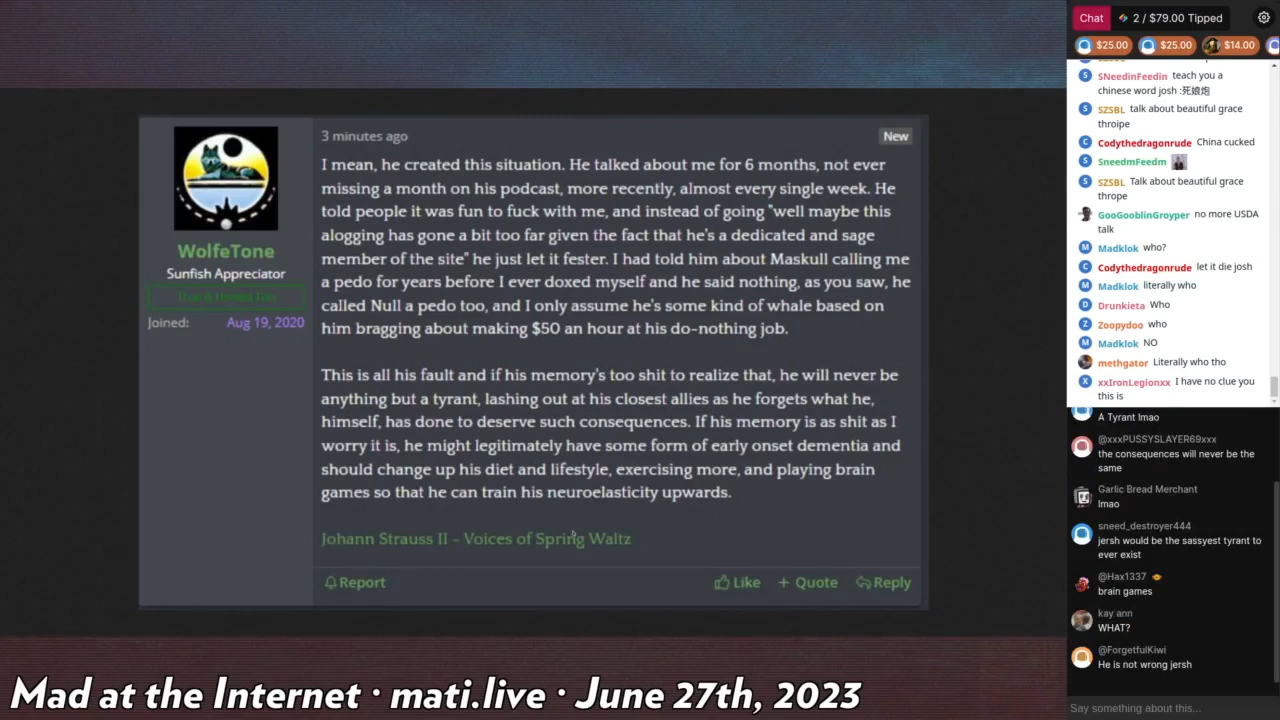 Chat
2 / $79.00 Tipped
$25.00
$25.00
$14.00
SNeedinFeedin teach you a
chinese word josh :死娘炮
SZSBL talk about beautiful grace
throipe
Codythedragonrude China cucked
SneedmFeedm
SZSBL Talk about beautiful grace
thrope
GooGooblinGroyper no more USDA
talk
Madklok who?
Codythedragonrude let it die josh
Madklok literally who
Drunkieta Who
Zoopydoo who
Madklok NO
methgator Literally who tho
xxIronLegionxx I have no clue you
this is
A Tyrant lmao
@xxxPUSSYSLAYER69xxx
the consequences will never be the
same
Garlic Bread Merchant
lmao
sneed_destroyer444
jersh would be the sassyest tyrant to
ever exist
@Hax1337
brain games
kay ann
WHAT?
@ForgetfulKiwi
He is not wrong jersh
Say something about this...
WolfeTone
Sunfish Appreciator
True & Honest Fan
Joined: Aug 19, 2020
3 minutes ago
New
I mean, he created this situation. He talked about me for 6 months, not ever
missing a month on his podcast, more recently, almost every single week. He
told people it was fun to fuck with me, and instead of going "well maybe this
alogging has gone a bit too far given the fact that he's a dedicated and sage
member of the site" he just let it fester. I had told him about Maskull calling me
a pedo for years before I ever doxed myself and he said nothing, as you saw, he
called Null a pedo too, and I only assume he's some kind of whale based on
him bragging about making $50 an hour at his do-nothing job.
This is all his fault and if his memory's too shit to realize that, he will never be
anything but a tyrant, lashing out at his closest allies as he forgets what he,
himself, has done to deserve such consequences. If his memory is as shit as I
worry it is, he might legitimately have some form of early onset dementia and
should change up his diet and lifestyle, exercising more, and playing brain
games so that he can train his neuroelasticity upwards.
Johann Strauss II - Voices of Spring Waltz
Report
Like
+ Quote
Reply
Mad at the Internet · mati.live · June 27th, 2023